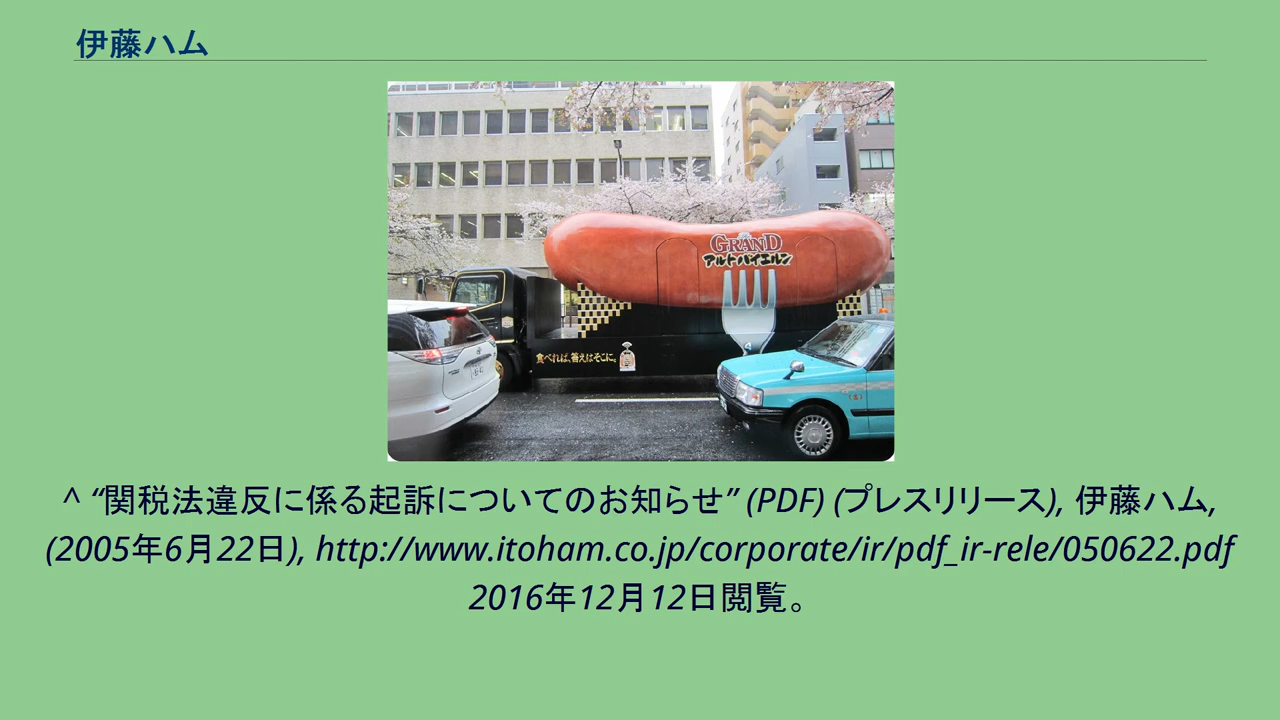 伊藤ハム
GRAND
アルトバイエルン
食べれば、答えはそこに。
^ “関税法違反に係る起訴についてのお知らせ” (PDF) (プレスリリース), 伊藤ハム,
(2005年6月22日), http://www.itoham.co.jp/corporate/ir/pdf_ir-rele/050622.pdf
2016年12月12日閲覧。